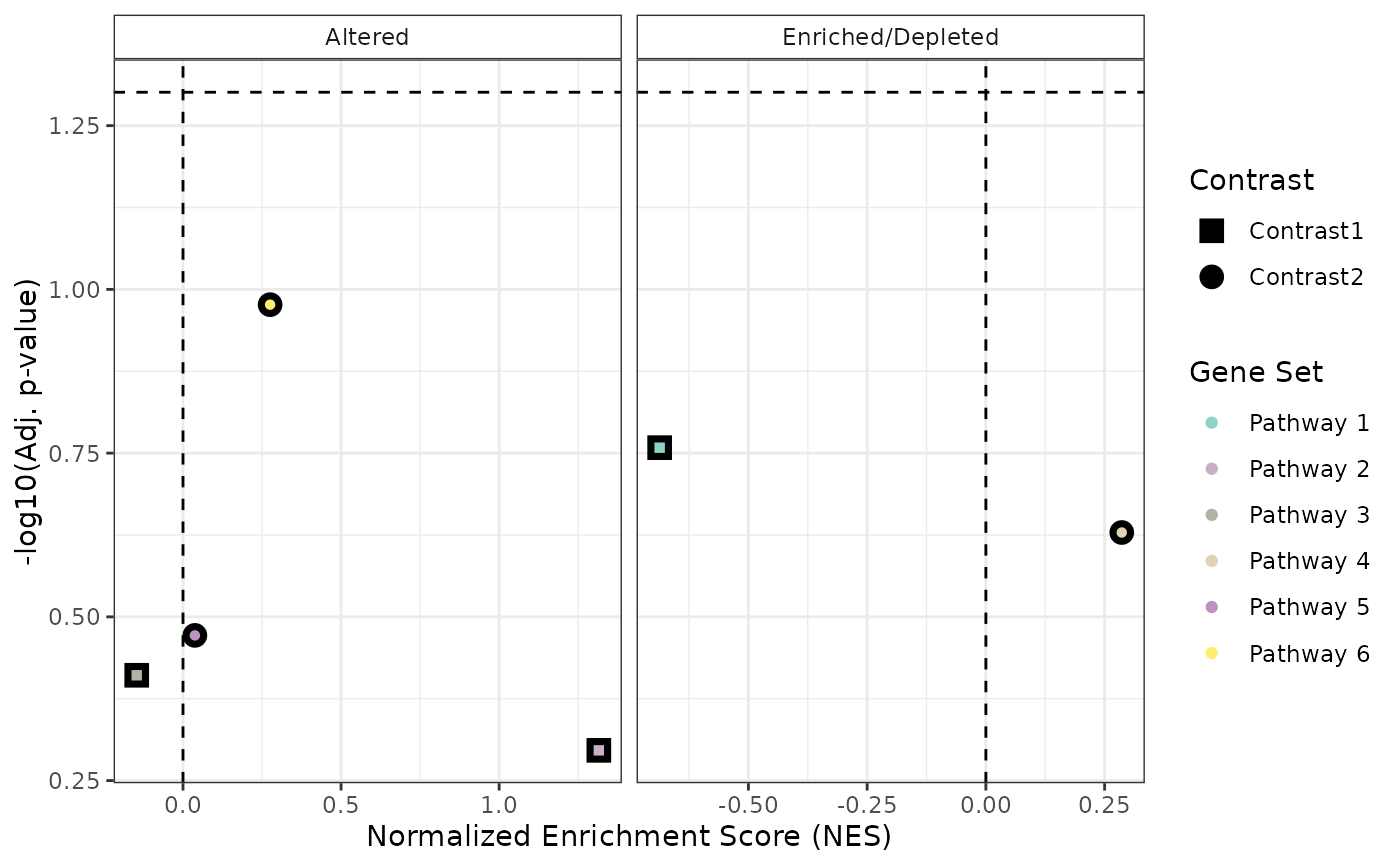 Altered
Enriched/Depleted
-log10(Adj. p-value)
1.25
1.00
0.75
0.50
0.25
0.0
0.5
1.0
-0.50
-0.25
0.00
0.25
Normalized Enrichment Score (NES)
Contrast
Contrast1
Contrast2
Gene Set
Pathway 1
Pathway 2
Pathway 3
Pathway 4
Pathway 5
Pathway 6